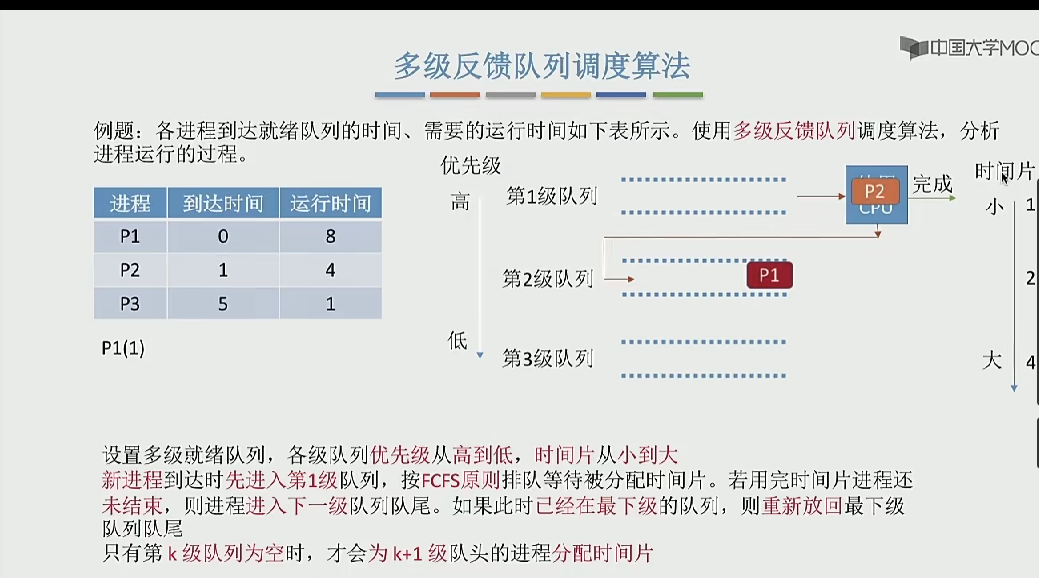 中国大学MOO
多级反馈队列调度算法
例题：各进程到达就绪队列的时间、需要的运行时间如下表所示。使用多级反馈队列调度算法，分析
进程运行的过程。
优先级
时间片
进程 到达时间 运行时间
P1 0 8
P2 1 4
P3 5 1
P1(1)
高
低
第1级队列
第2级队列
第3级队列
P2
CPU
完成
P1
小 1
2
大 4
设置多级就绪队列，各级队列优先级从高到低，时间片从小到大
新进程到达时先进入第1级队列，按FCFS原则排队等待被分配时间片。若用完时间片进程还
未结束，则进程进入下一级队列队尾。如果此时已经在最下级的队列，则重新放回最下级
队列队尾
只有第 k 级队列为空时，才会为 k+1 级队头的进程分配时间片